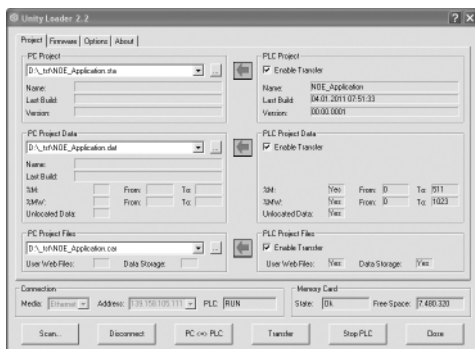 Unity Loader 2.2
Project Firmware Options About
PC Project
D:\_tsf\NOE_Application.sta
Name:
Last Build:
Version:
PLC Project
Enable Transfer
Name: NOE_Application
Last Build: 04.01.2011 07:51:33
Version: 00.00.0001
PC Project Data
D:\_tsf\NOE_Application.dat
Name:
Last Build:
%M: From: To:
%MW: From: To:
Unlocated Data:
PLC Project Data
Enable Transfer
%M: Yes From: 0 To: 511
%MW: Yes From: 0 To: 1023
Unlocated Data: Yes
PC Project Files
D:\_tsf\NOE_Application.car
User Web Files: Data Storage:
PLC Project Files
Enable Transfer
User Web Files: Yes Data Storage: Yes
Connection
Media: Ethernet Address: 139.158.105.111 PLC: RUN
Memory Card
State: Ok Free Space: 7.480.320
Scan... Disconnect PC <=> PLC Transfer Stop PLC Close